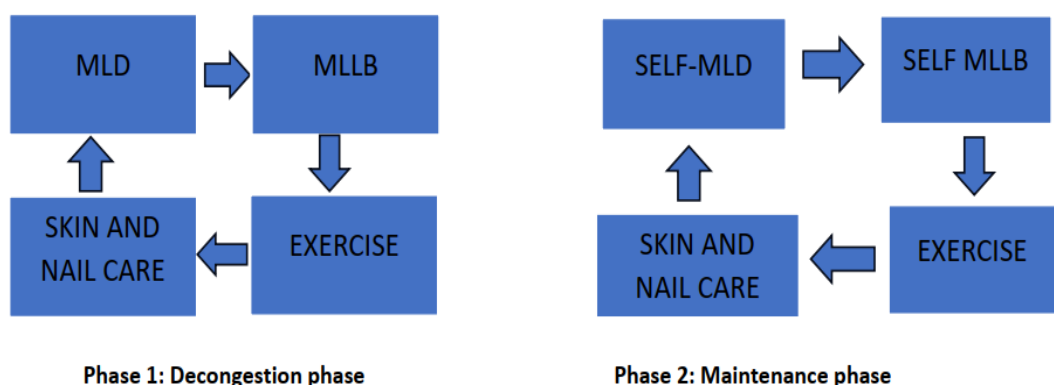 MLD
MLLB
SKIN AND
NAIL CARE
EXERCISE
Phase 1: Decongestion phase
SELF-MLD
SELF MLLB
SKIN AND
NAIL CARE
EXERCISE
Phase 2: Maintenance phase